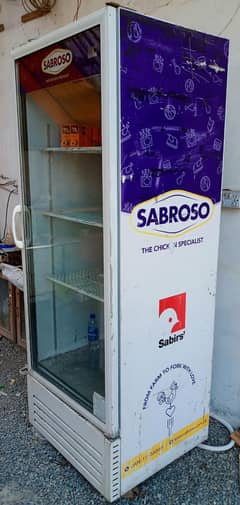 SABROSO
SABROSO
THE CHICKEN SPECIALIST
Sabirs'
FROM FARM TO FORK WITH LOVE